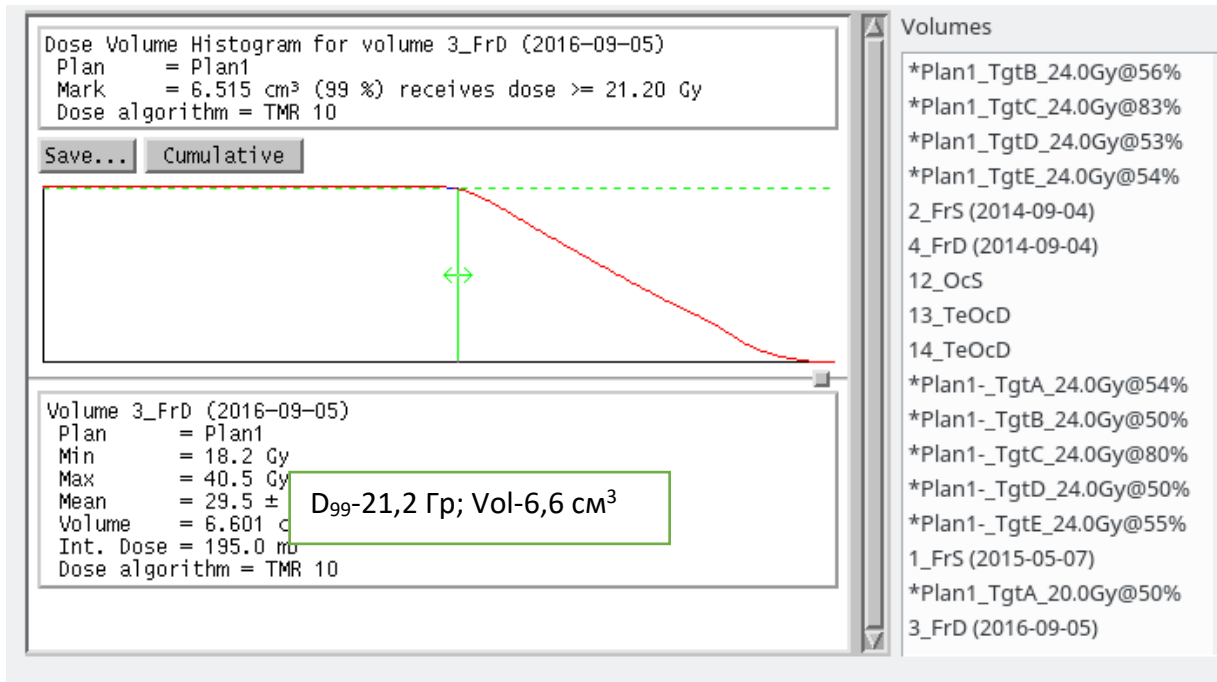 Dose Volume Histogram for volume 3_FrD (2016-09-05)
Plan = Plan1
Mark = 6.515 cm³ (99 %) receives dose >= 21.20 Gy
Dose algorithm = TMR 10
Save... Cumulative
Volume 3_FrD (2016-09-05)
Plan = Plan1
Min = 18.2 Gy
Max = 40.5 Gy
Mean = 29.5 ±
Volume = 6.601 c
Int. Dose = 195.0 mJ
Dose algorithm = TMR 10
D₉₉-21,2 Гр; Vol-6,6 см³
Volumes
*Plan1_TgtB_24.0Gy@56%
*Plan1_TgtC_24.0Gy@83%
*Plan1_TgtD_24.0Gy@53%
*Plan1_TgtE_24.0Gy@54%
2_FrS (2014-09-04)
4_FrD (2014-09-04)
12_OcS
13_TeOcD
14_TeOcD
*Plan1-_TgtA_24.0Gy@54%
*Plan1-_TgtB_24.0Gy@50%
*Plan1-_TgtC_24.0Gy@80%
*Plan1-_TgtD_24.0Gy@50%
*Plan1-_TgtE_24.0Gy@55%
1_FrS (2015-05-07)
*Plan1_TgtA_20.0Gy@50%
3_FrD (2016-09-05)